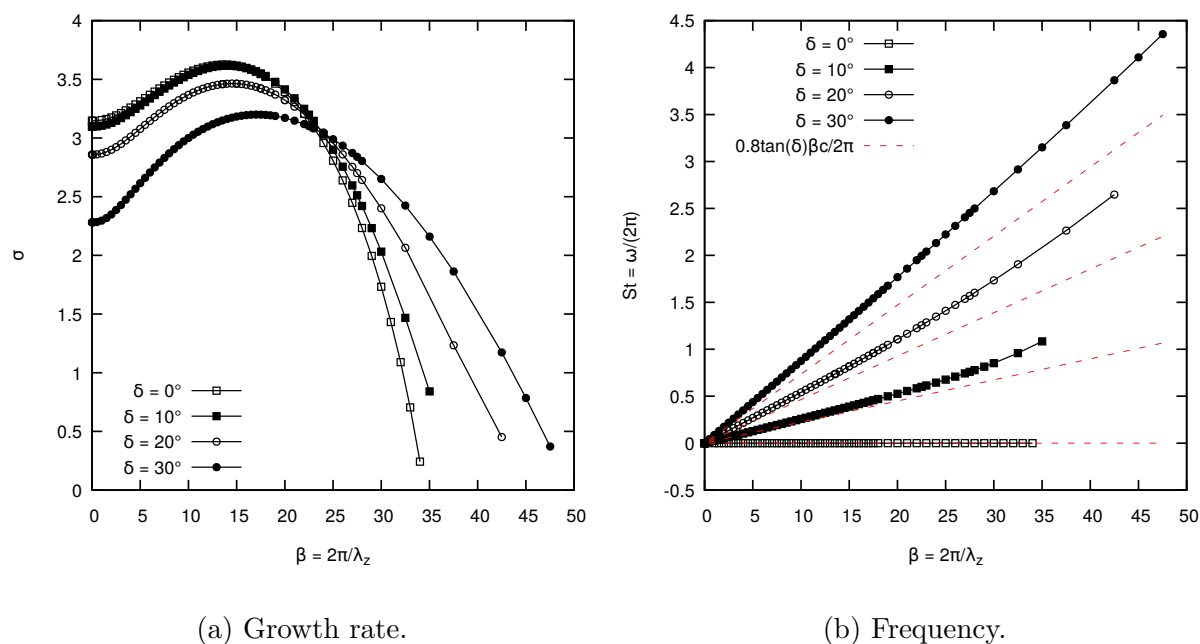 4
3.5
3
2.5
2
1.5
1
0.5
0
σ
δ = 0°
δ = 10°
δ = 20°
δ = 30°
0 5 10 15 20 25 30 35 40 45 50
β = 2π/λz
(a) Growth rate.
4.5
4
3.5
3
2.5
2
1.5
1
0.5
0
-0.5
St = ω/(2π)
δ = 0°
δ = 10°
δ = 20°
δ = 30°
0.8tan(δ)βc/2π
0 5 10 15 20 25 30 35 40 45 50
β = 2π/λz
(b) Frequency.